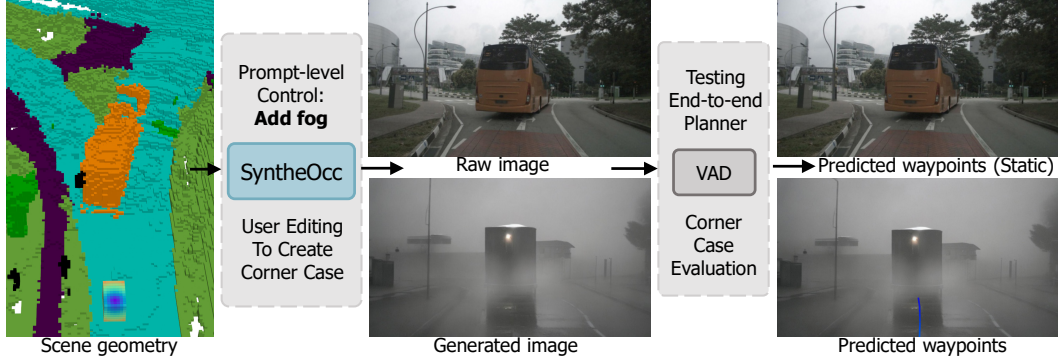 Prompt-level
Control:
Add fog
SyntheOcc
User Editing
To Create
Corner Case
Scene geometry
Raw image
Generated image
Testing
End-to-end
Planner
VAD
Corner
Case
Evaluation
Predicted waypoints (Static)
Predicted waypoints